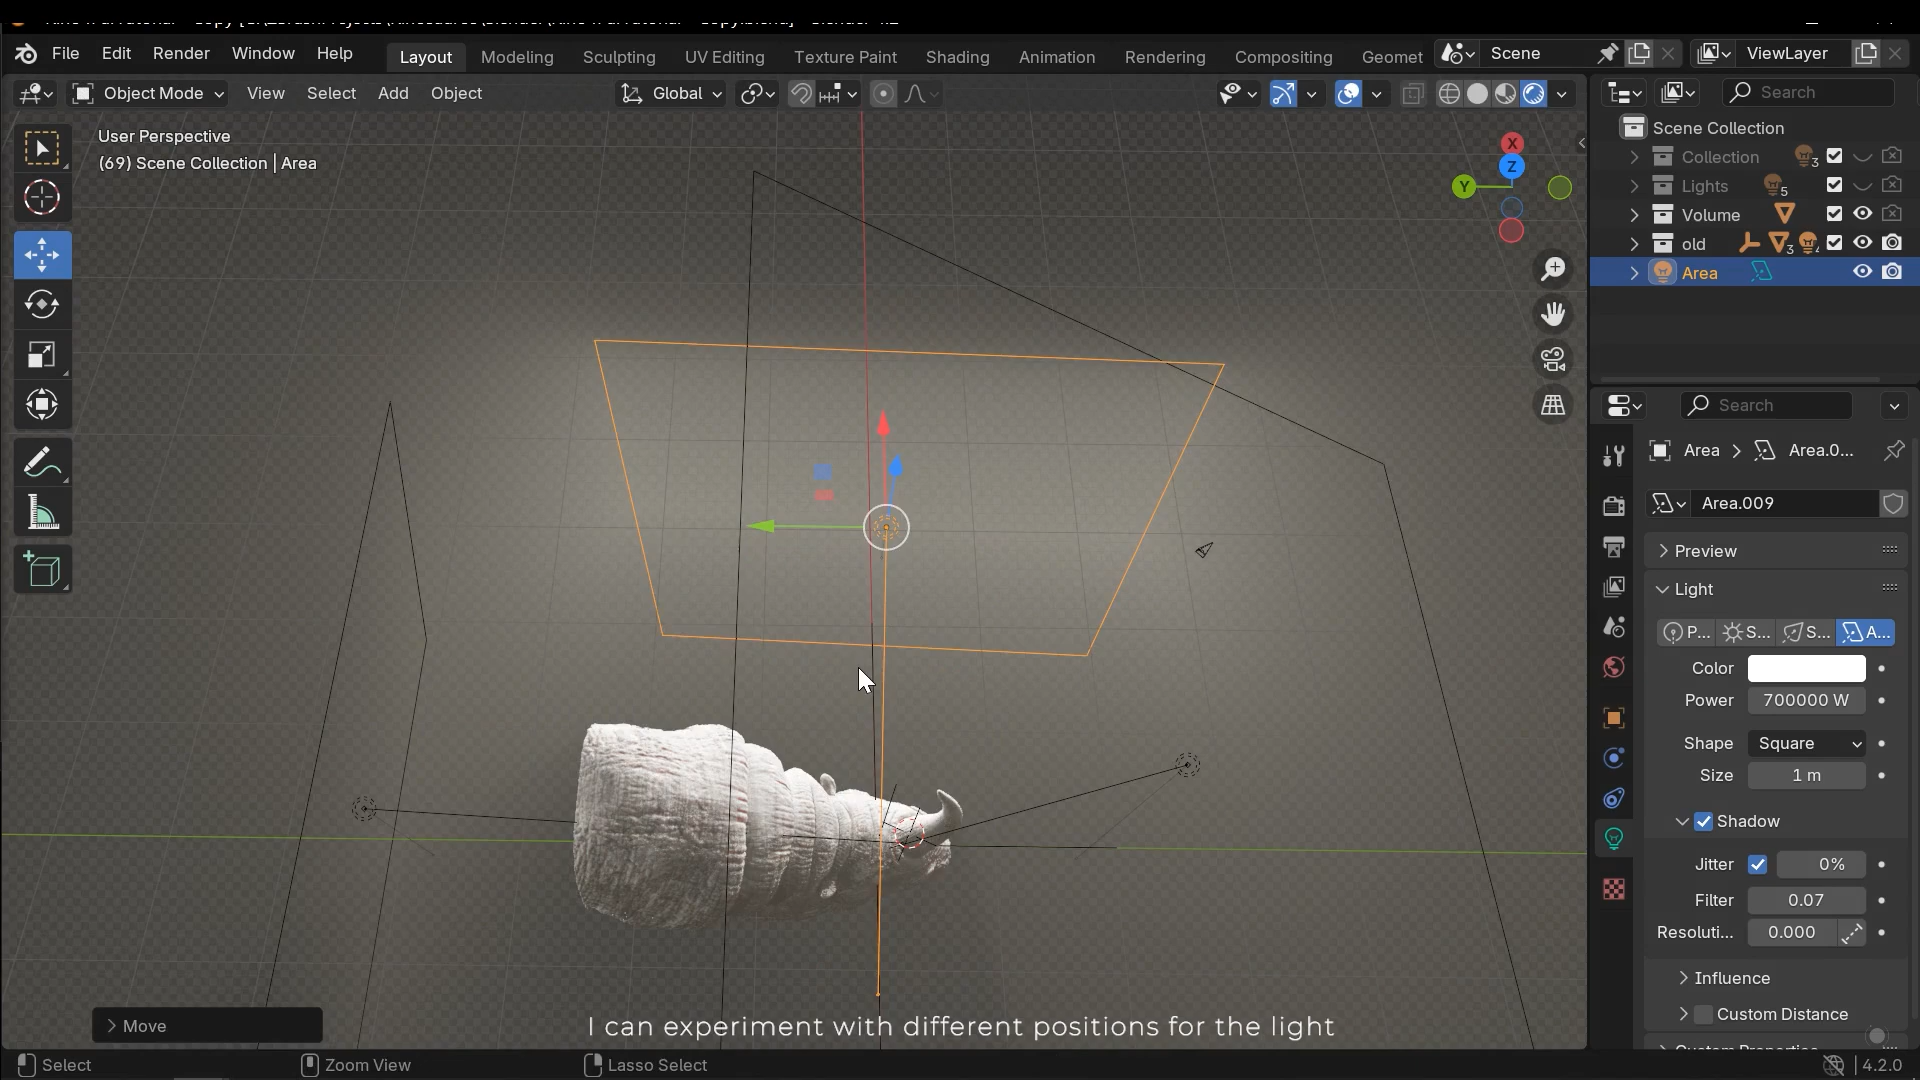 File Edit Render Window Help Layout Modeling Sculpting UV Editing Texture Paint Shading Animation Rendering Compositing Geomet Scene ViewLayer
Object Mode View Select Add Object Global Search
User Perspective
(69) Scene Collection | Area
X
Z
Y
Scene Collection
Collection 3
Lights 5
Volume
old 3
Area
Search
Area > Area.0...
Area.009
Preview
Light
P... S... S... A...
Color
Power 700000 W
Shape Square
Size 1 m
Shadow
Jitter 0%
Filter 0.07
Resoluti... 0.000
Influence
Custom Distance
Move
I can experiment with different positions for the light
Select Zoom View Lasso Select 4.2.0